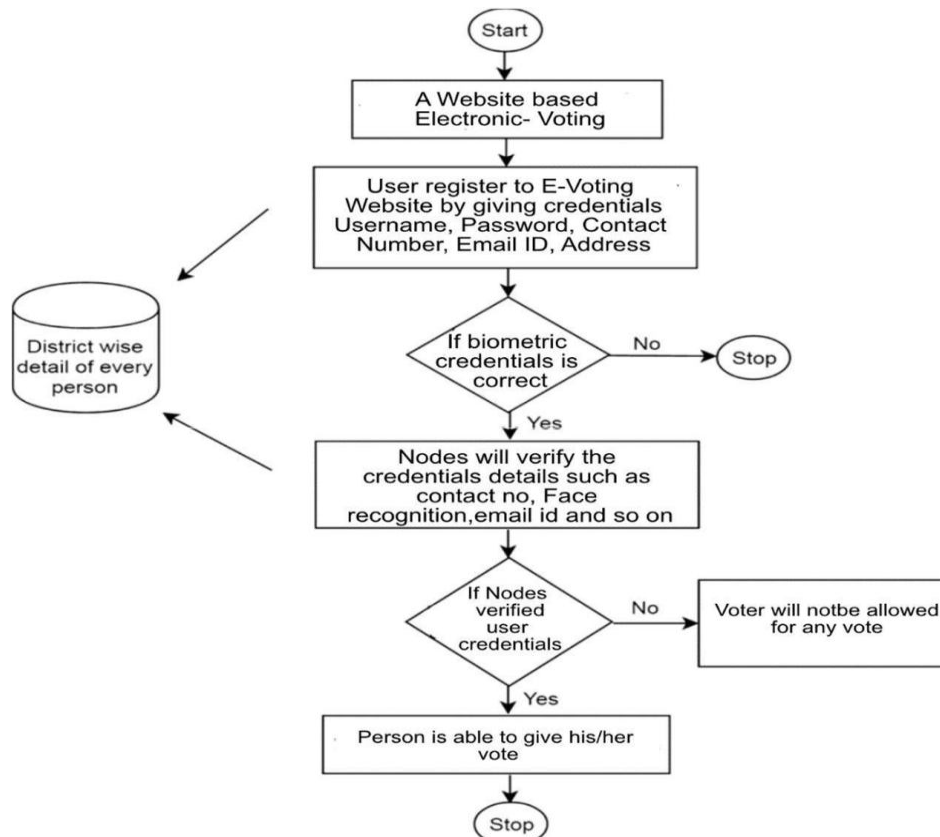 Start
A Website based
Electronic- Voting
User register to E-Voting
Website by giving credentials
Username, Password, Contact
Number, Email ID, Address
District wise
detail of every
person
If biometric
credentials is
correct
No
Stop
Yes
Nodes will verify the
credentials details such as
contact no, Face
recognition,email id and so on
If Nodes
verified
user
credentials
No
Voter will notbe allowed
for any vote
Yes
Person is able to give his/her
vote
Stop